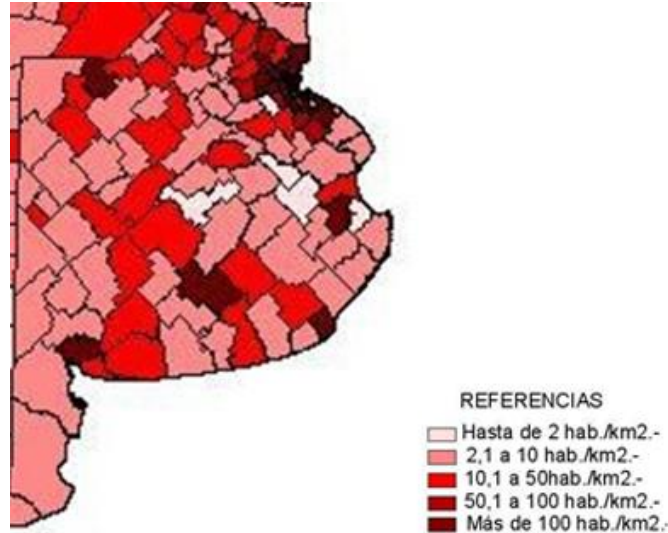 REFERENCIAS
Hasta de 2 hab./km2.-
2,1 a 10 hab./km2.-
10,1 a 50hab./km2.-
50,1 a 100 hab./km2.-
Más de 100 hab./km2.-